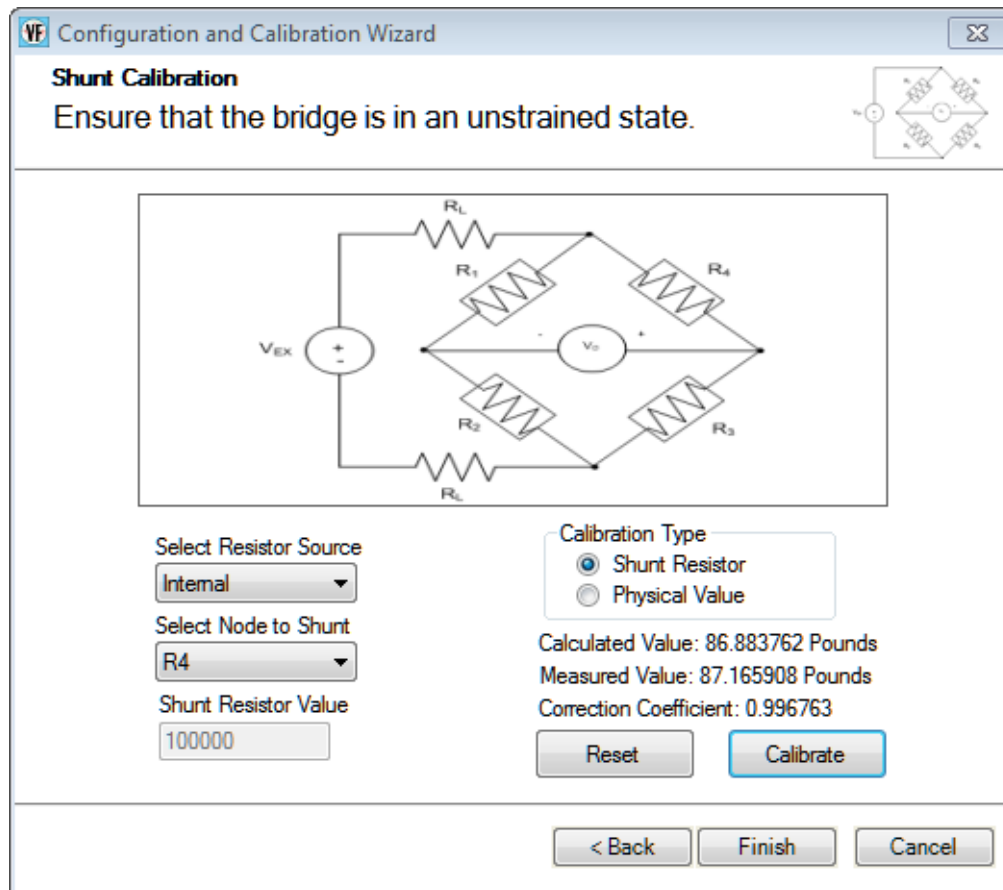 VF Configuration and Calibration Wizard
Shunt Calibration
Ensure that the bridge is in an unstrained state.
RL
R1
R4
VEX
+
-
-
+
Vo
R2
R3
RL
Select Resistor Source
Internal
Select Node to Shunt
R4
Shunt Resistor Value
100000
Calibration Type
Shunt Resistor
Physical Value
Calculated Value: 86.883762 Pounds
Measured Value: 87.165908 Pounds
Correction Coefficient: 0.996763
Reset
Calibrate
< Back
Finish
Cancel